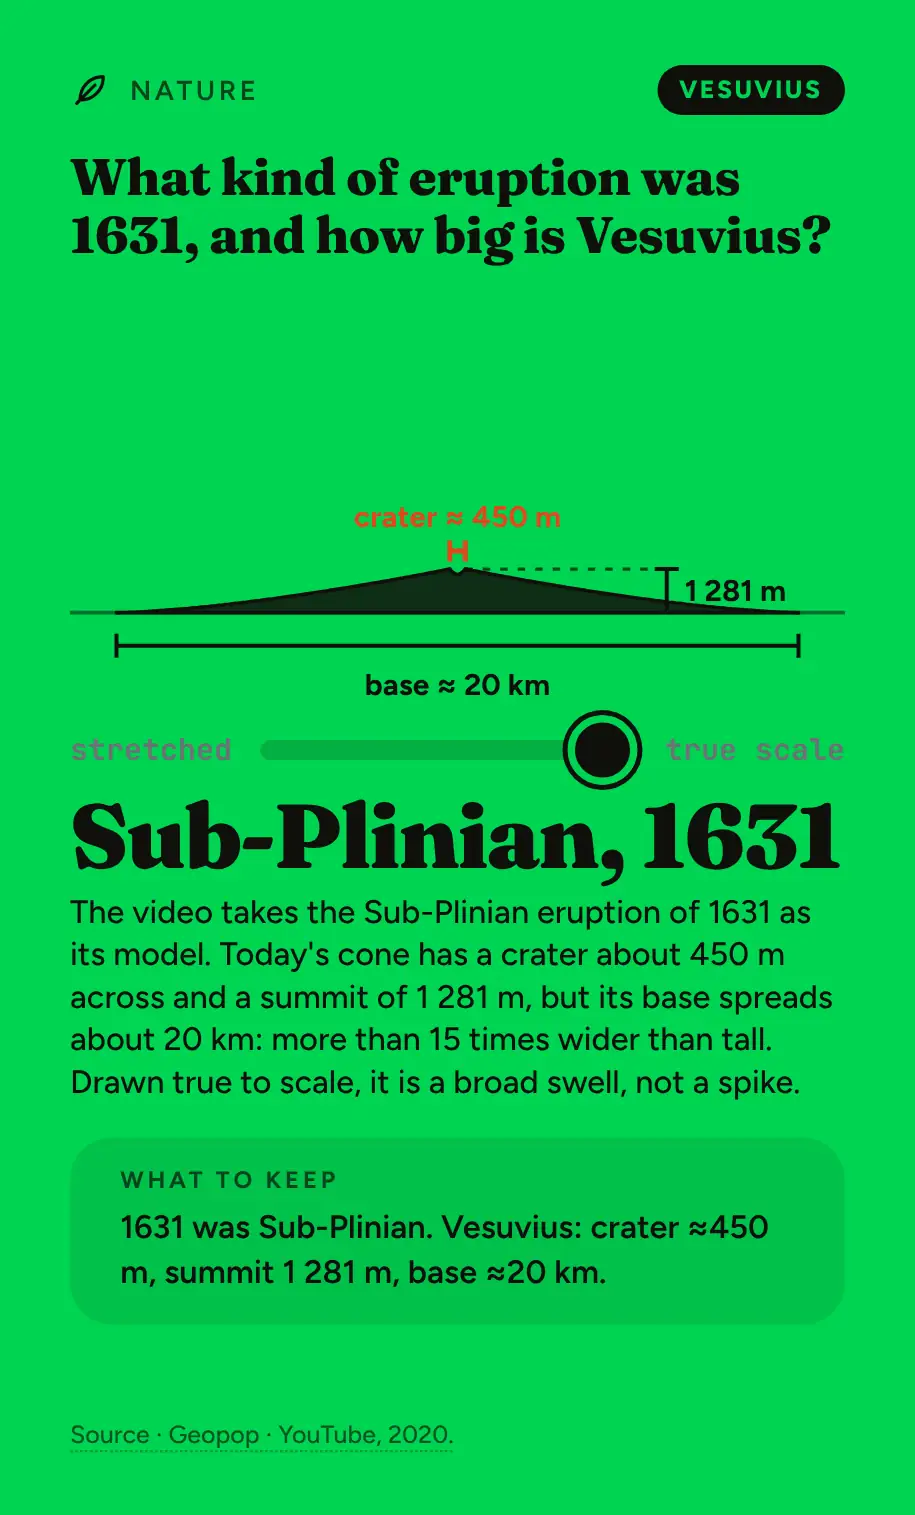 NATURE
VESUVIUS
What kind of eruption was
1631, and how big is Vesuvius?
crater ≈ 450 m
1 281 m
base ≈ 20 km
stretched
true scale
Sub-Plinian, 1631
The video takes the Sub-Plinian eruption of 1631 as
its model. Today's cone has a crater about 450 m
across and a summit of 1 281 m, but its base spreads
about 20 km: more than 15 times wider than tall.
Drawn true to scale, it is a broad swell, not a spike.
WHAT TO KEEP
1631 was Sub-Plinian. Vesuvius: crater ≈450
m, summit 1 281 m, base ≈20 km.
Source · Geopop · YouTube, 2020.